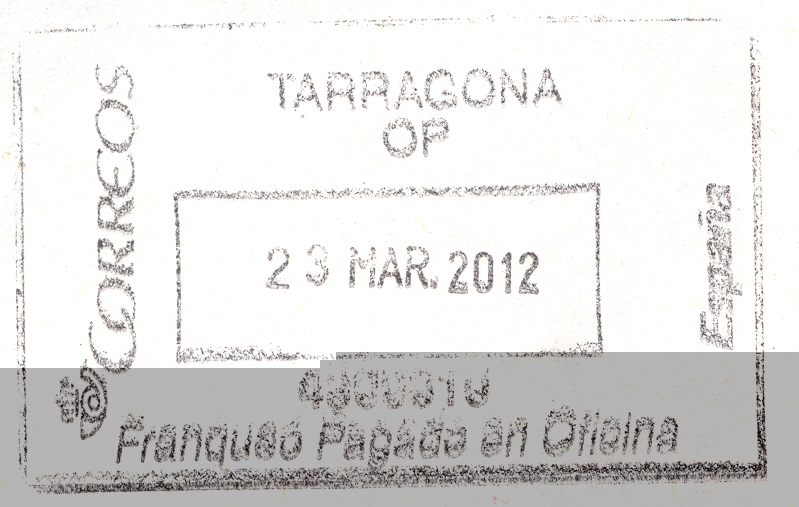 TARRAGONA
OP
CORREOS
23 MAR. 2012
España
Franqueo Pagado en Oficina